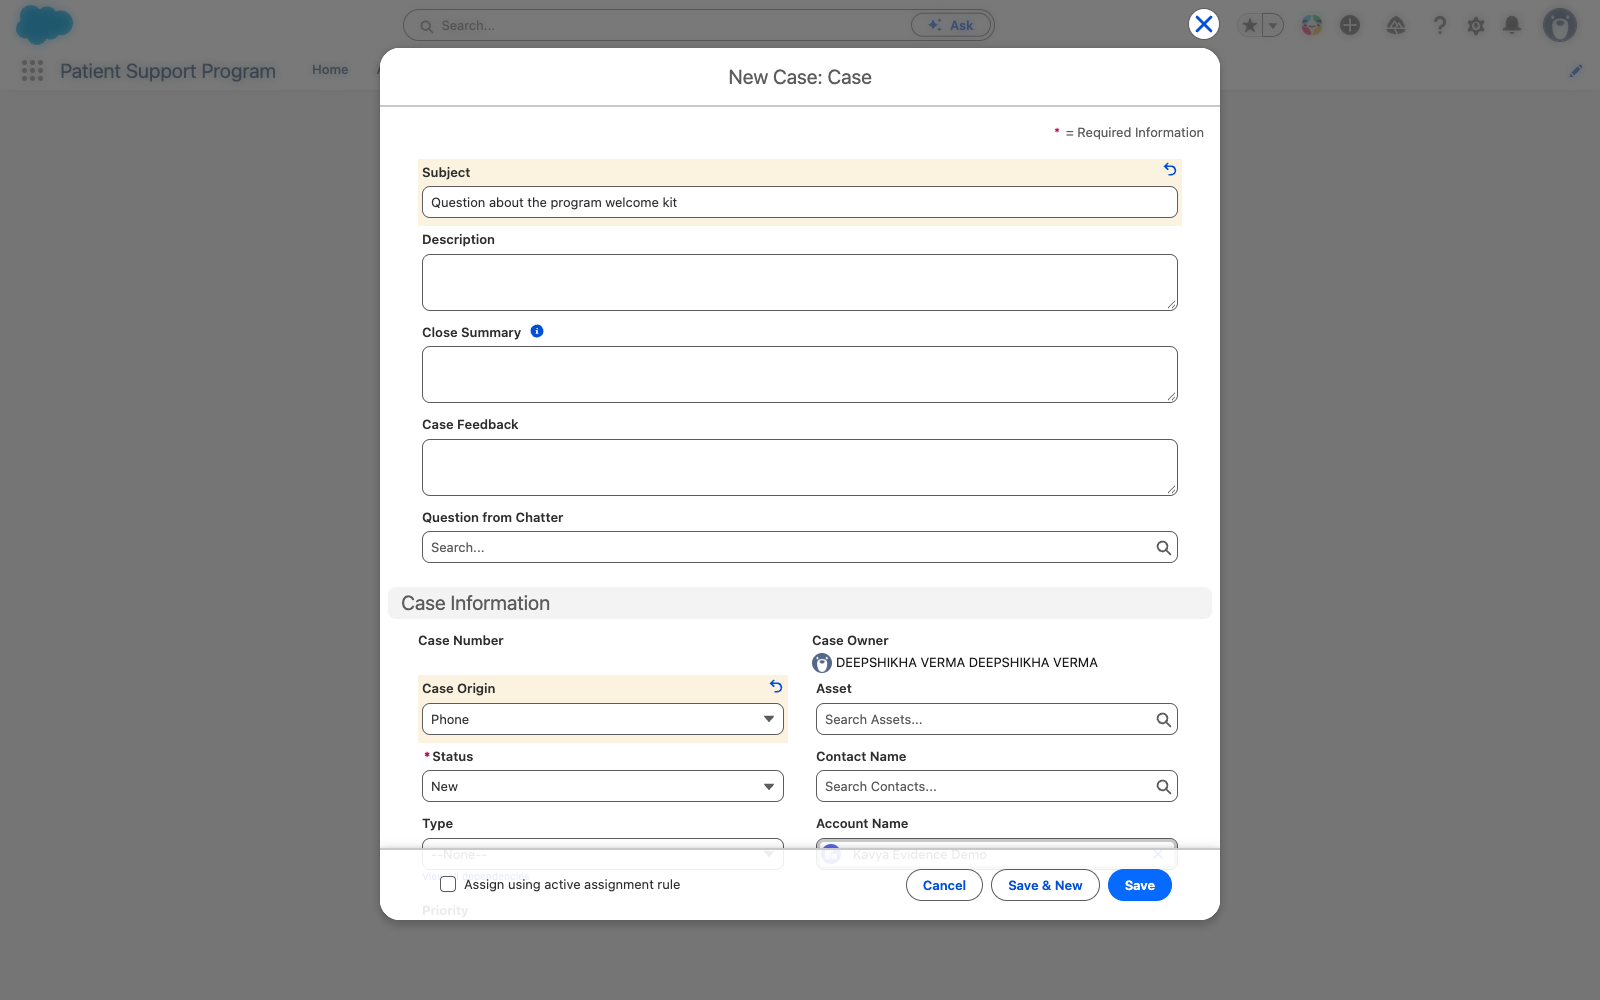 Search...
Ask
Patient Support Program
Home
New Case: Case
* = Required Information
Subject
Question about the program welcome kit
Description
Close Summary
Case Feedback
Question from Chatter
Search...
Case Information
Case Number
Case Owner
DEEPSHIKHA VERMA DEEPSHIKHA VERMA
Case Origin
Asset
Phone
Search Assets...
*Status
Contact Name
New
Search Contacts...
Type
Account Name
--None--
Kavya Evidence Demo
View all dependencies
Assign using active assignment rule
Cancel
Save & New
Save
Priority